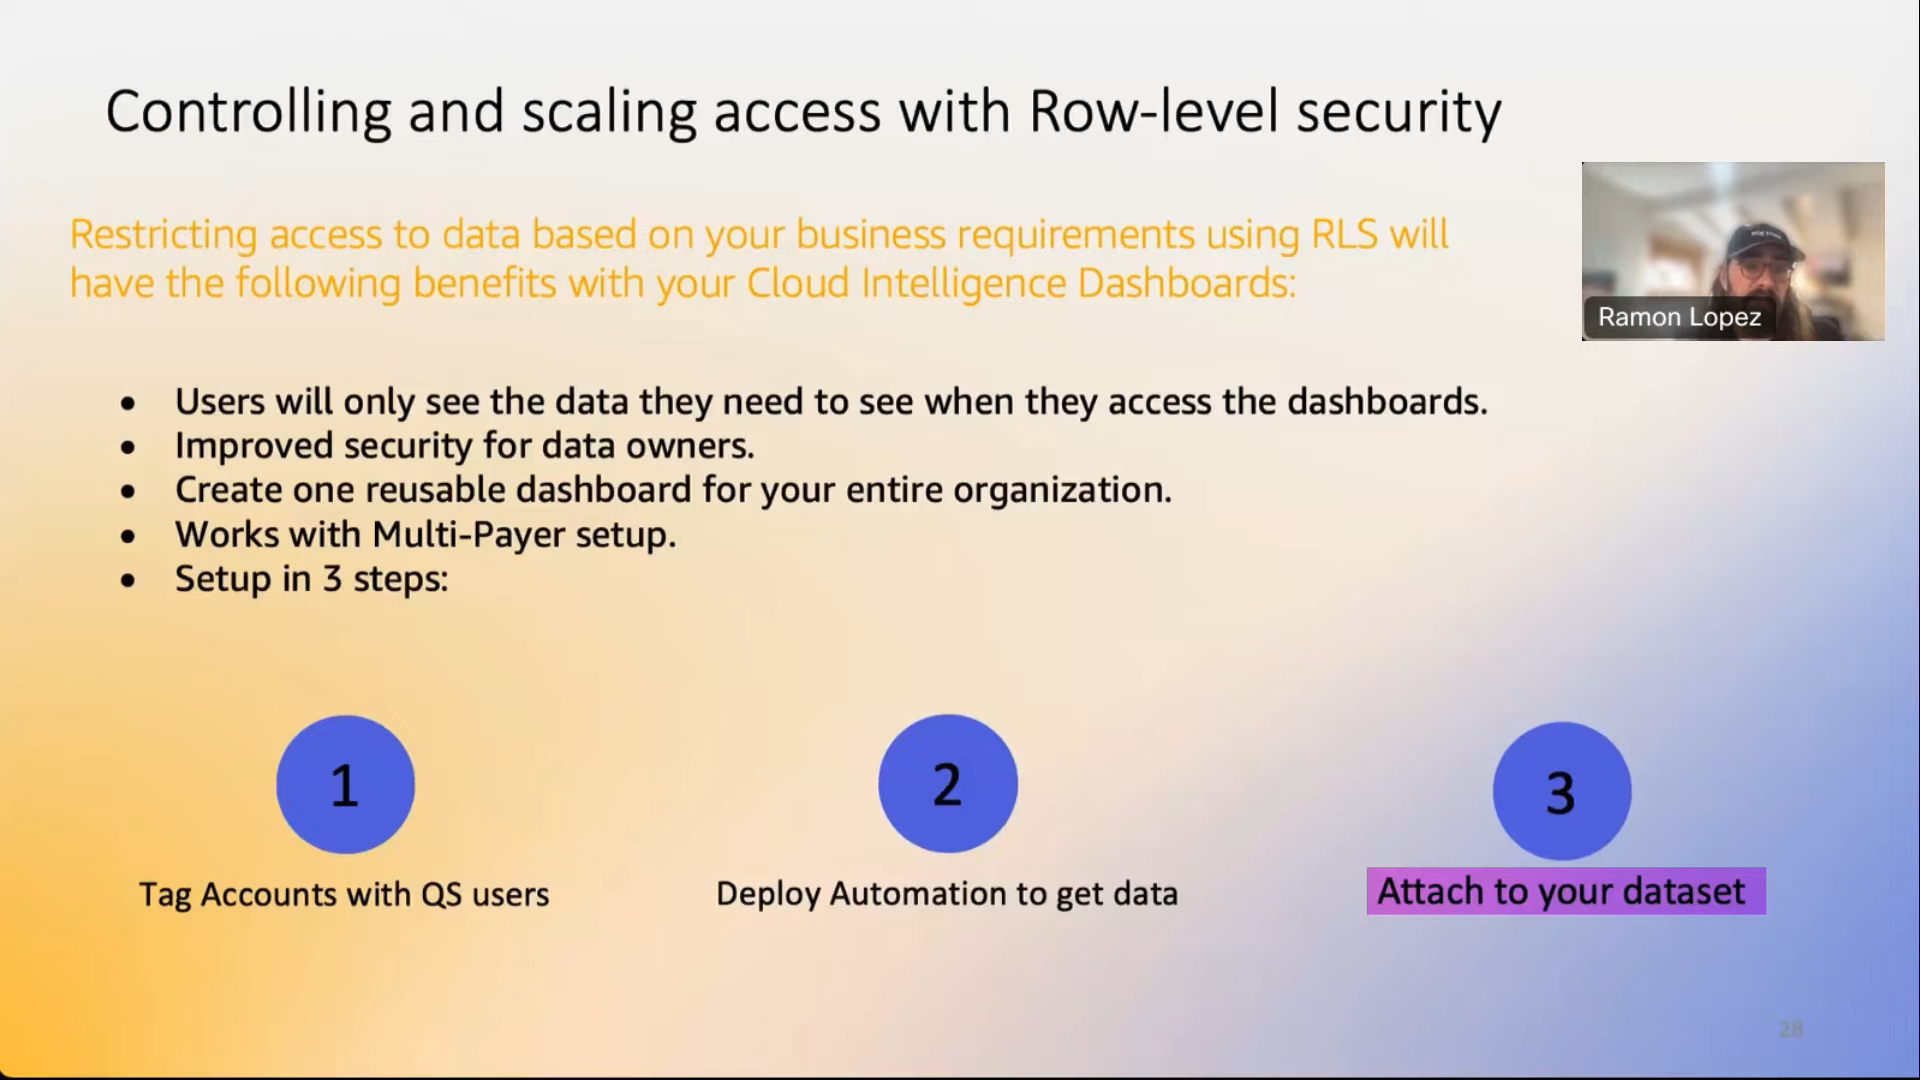 Controlling and scaling access with Row-level security
Restricting access to data based on your business requirements using RLS will
have the following benefits with your Cloud Intelligence Dashboards:
Ramon Lopez
• Users will only see the data they need to see when they access the dashboards.
• Improved security for data owners.
• Create one reusable dashboard for your entire organization.
• Works with Multi-Payer setup.
• Setup in 3 steps:
1
2
3
Tag Accounts with QS users
Deploy Automation to get data
Attach to your dataset
28